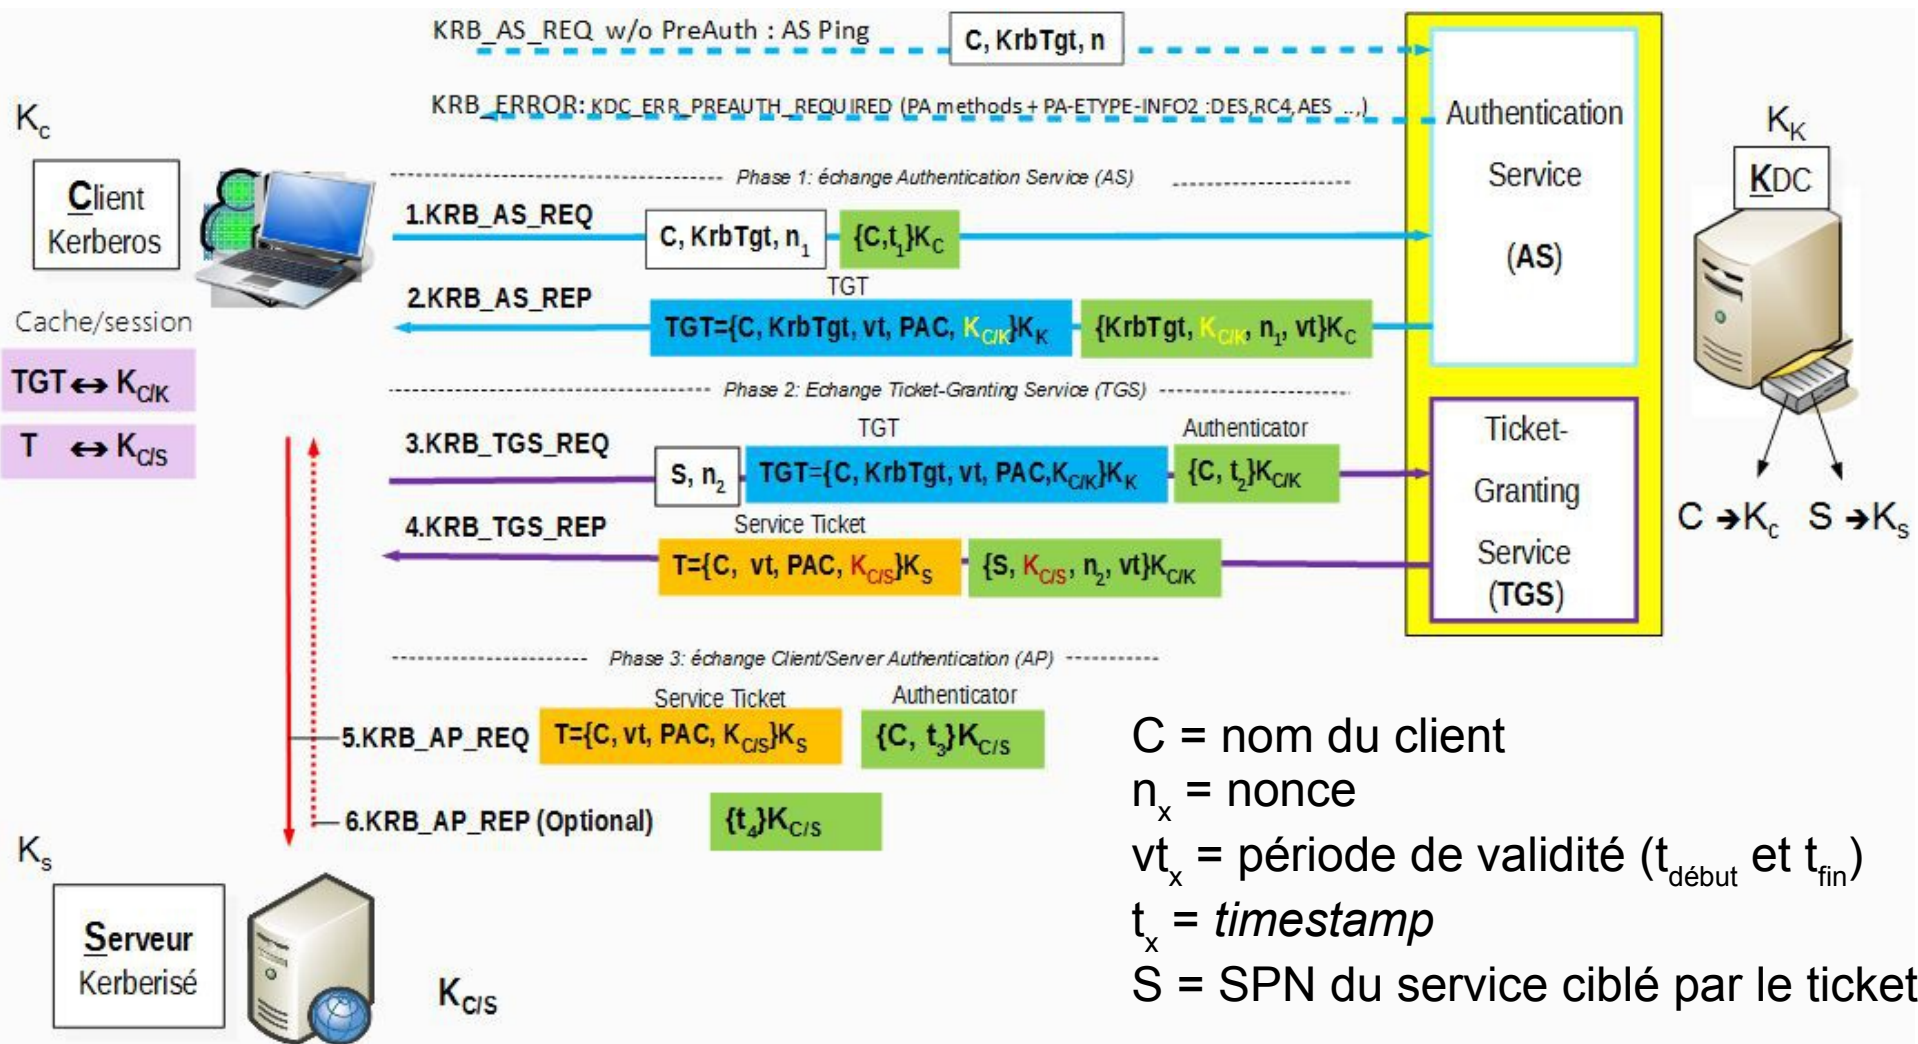 KRB_AS_REQ w/o PreAuth : AS Ping
C, KrbTgt, n
KRB_ERROR: KDC_ERR_PREAUTH_REQUIRED (PA methods + PA-ETYPE-INFO2 :DES,RC4,AES ..,)
Kc
Client
Kerberos
Cache/session
TGT ↔ KC/K
T ↔ KC/S
Phase 1: échange Authentication Service (AS)
1.KRB_AS_REQ
C, KrbTgt, n1
{C,t1}KC
2.KRB_AS_REP
TGT
TGT={C, KrbTgt, vt, PAC, KC/K}KK
{KrbTgt, KC/K, n1, vt}KC
Phase 2: Echange Ticket-Granting Service (TGS)
3.KRB_TGS_REQ
TGT
Authenticator
S, n2
TGT={C, KrbTgt, vt, PAC,KC/K}KK
{C, t2}KC/K
4.KRB_TGS_REP
Service Ticket
T={C, vt, PAC, KC/S}KS
{S, KC/S, n2, vt}KC/K
Authentication
Service
(AS)
Ticket-
Granting
Service
(TGS)
KK
KDC
C ➔Kc S ➔Ks
Phase 3: échange Client/Server Authentication (AP)
Service Ticket
Authenticator
5.KRB_AP_REQ
T={C, vt, PAC, KC/S}KS
{C, t3}KC/S
6.KRB_AP_REP (Optional)
{t4}KC/S
Ks
Serveur
Kerberisé
KC/S
C = nom du client
nx = nonce
vtx = période de validité (tdébut et tfin)
tx = timestamp
S = SPN du service ciblé par le ticket